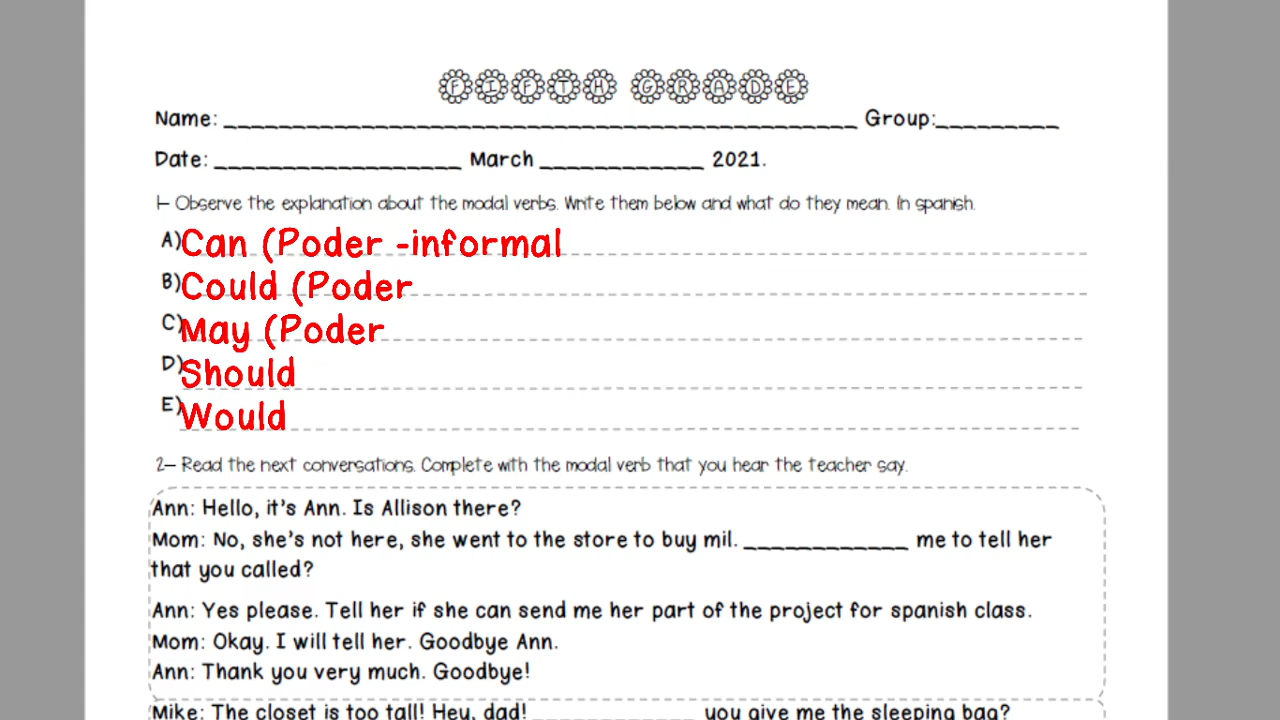 FIFTH GRADE
Name: ______________________________________________ Group:_________
Date: __________________ March ____________ 2021.
1- Observe the explanation about the modal verbs. Write them below and what do they mean. In spanish.
A)Can (Poder -informal
B)Could (Poder
C)May (Poder
D)Should
E)Would
2- Read the next conversations. Complete with the modal verb that you hear the teacher say.
Ann: Hello, it's Ann. Is Allison there?
Mom: No, she's not here, she went to the store to buy mil. ____________ me to tell her
that you called?
Ann: Yes please. Tell her if she can send me her part of the project for spanish class.
Mom: Okay. I will tell her. Goodbye Ann.
Ann: Thank you very much. Goodbye!
Mike: The closet is too tall! Hey, dad! ____________ you give me the sleeping bag?